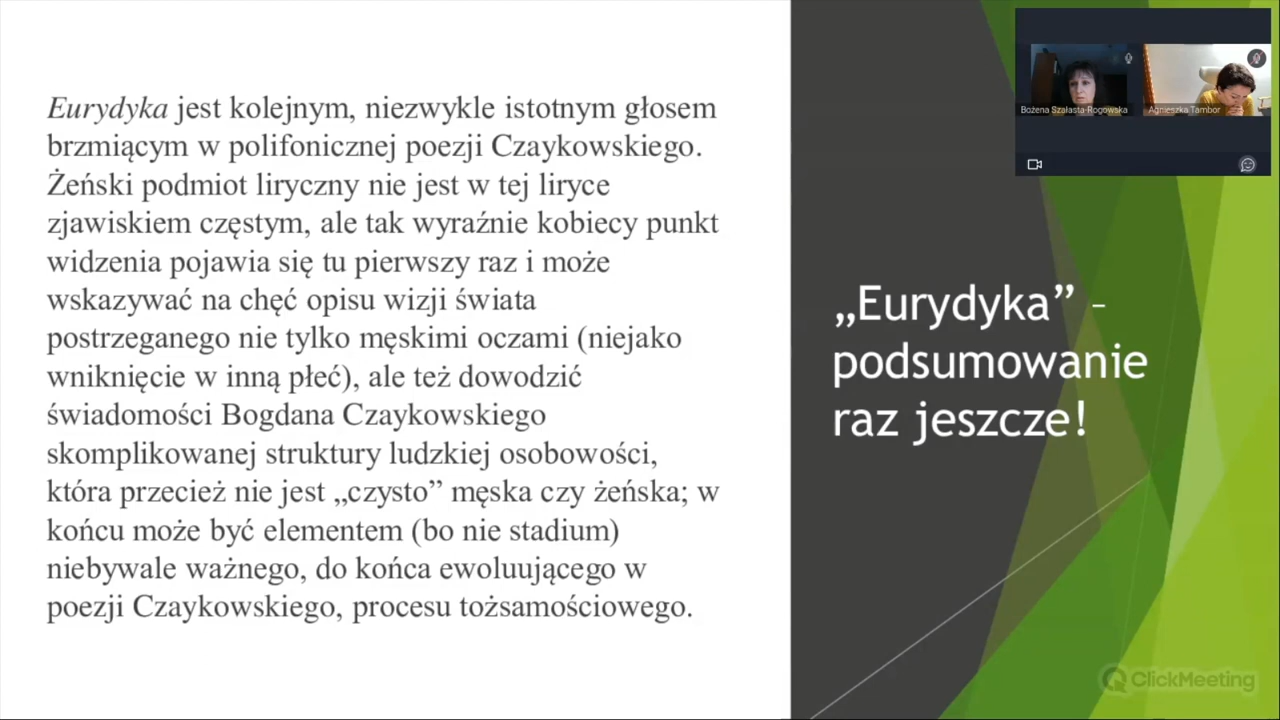 Eurydyka jest kolejnym, niezwykle istotnym głosem
brzmiącym w polifonicznej poezji Czaykowskiego.
Żeński podmiot liryczny nie jest w tej liryce
zjawiskiem częstym, ale tak wyraźnie kobiecy punkt
widzenia pojawia się tu pierwszy raz i może
wskazywać na chęć opisu wizji świata
postrzeganego nie tylko męskimi oczami (niejako
wniknięcie w inną płeć), ale też dowodzić
świadomości Bogdana Czaykowskiego
skomplikowanej struktury ludzkiej osobowości,
która przecież nie jest „czysto” męska czy żeńska; w
końcu może być elementem (bo nie stadium)
niebywale ważnego, do końca ewoluującego w
poezji Czaykowskiego, procesu tożsamościowego.
„Eurydyka” –
podsumowanie
raz jeszcze!
Bożena Szałasta-Rogowska
Agnieszka Tambor
ClickMeeting